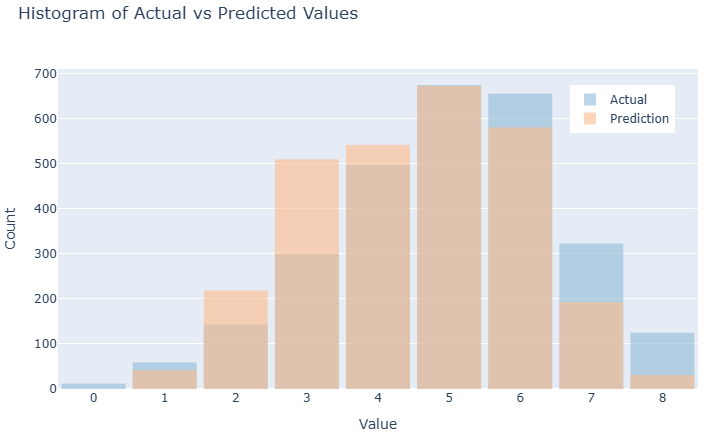 Histogram of Actual vs Predicted Values
Actual
Prediction
700
600
500
400
300
200
100
0
Count
0 1 2 3 4 5 6 7 8
Value